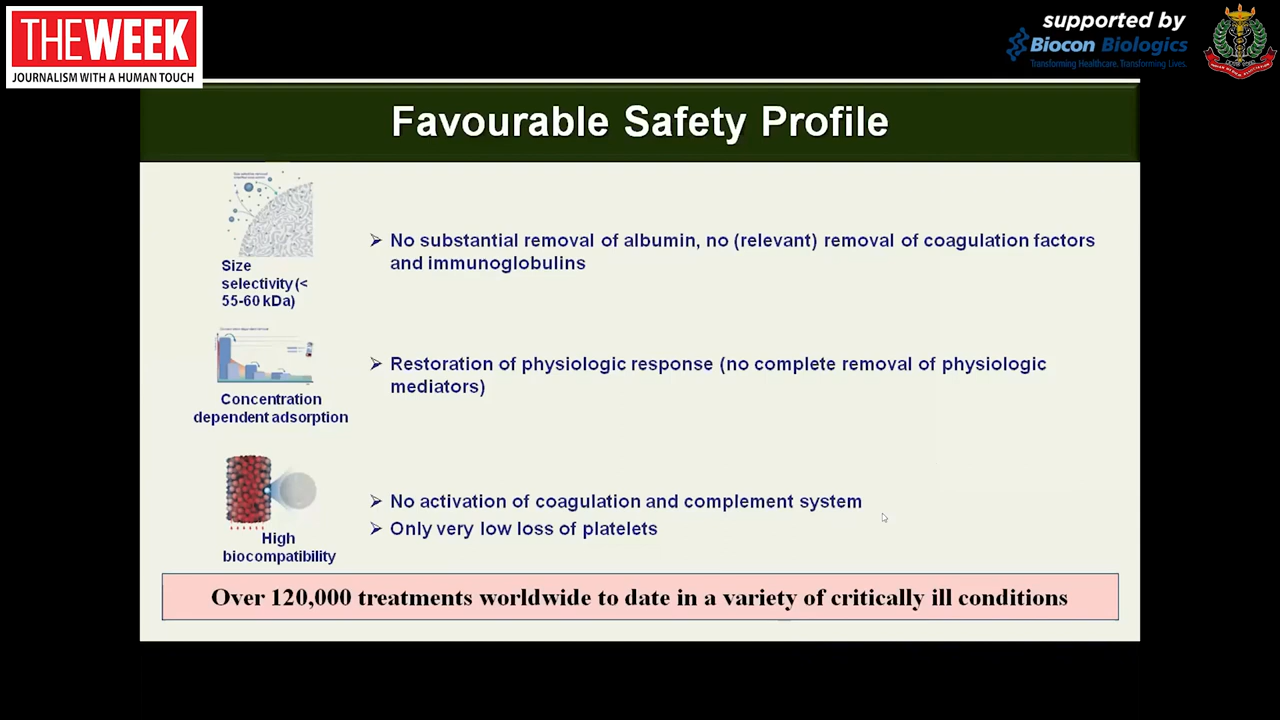 THE WEEK
JOURNALISM WITH A HUMAN TOUCH
supported by
Biocon Biologics
Transforming Healthcare. Transforming Lives.
Favourable Safety Profile
Size
selectivity (<
55-60 kDa)
➢ No substantial removal of albumin, no (relevant) removal of coagulation factors
and immunoglobulins
Concentration
dependent adsorption
➢ Restoration of physiologic response (no complete removal of physiologic
mediators)
High
biocompatibility
➢ No activation of coagulation and complement system
➢ Only very low loss of platelets
Over 120,000 treatments worldwide to date in a variety of critically ill conditions